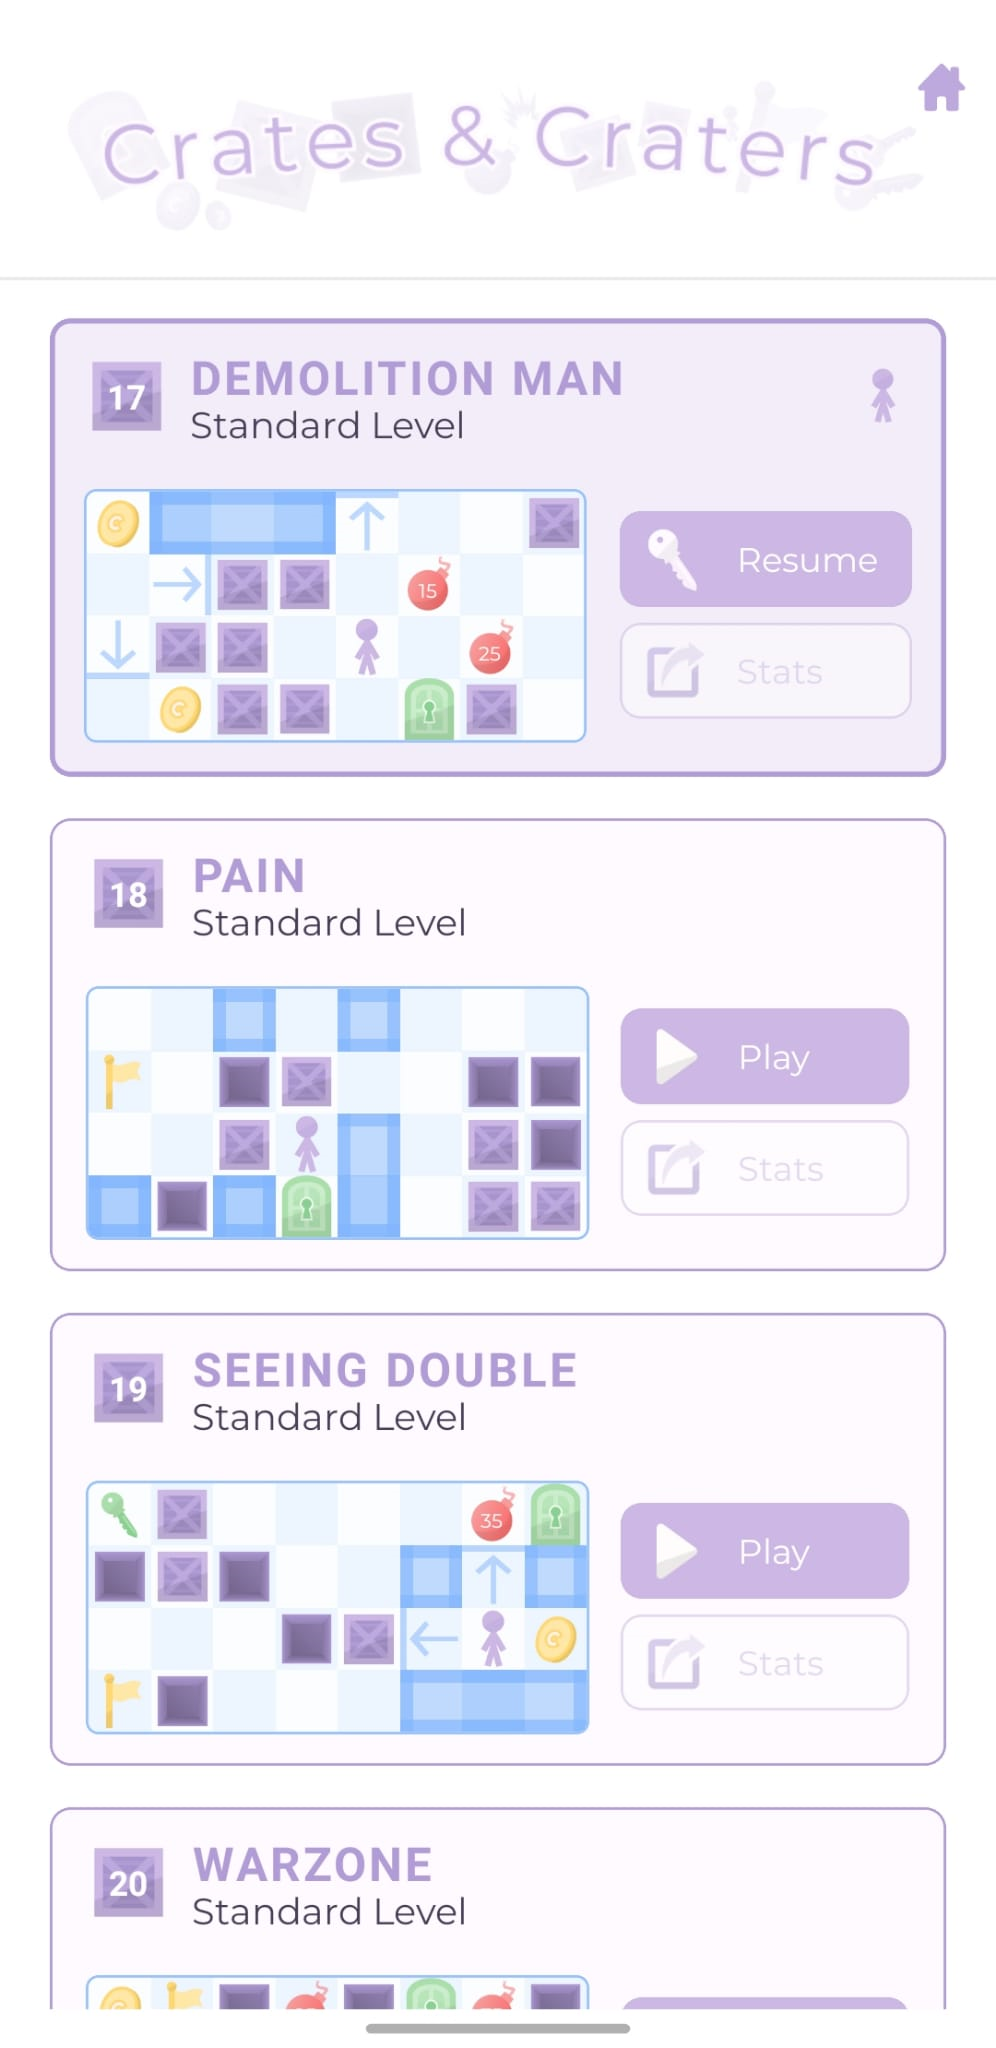 Crates & Craters
17
DEMOLITION MAN
Standard Level
15
25
Resume
Stats
18
PAIN
Standard Level
Play
Stats
19
SEEING DOUBLE
Standard Level
35
Play
Stats
20
WARZONE
Standard Level